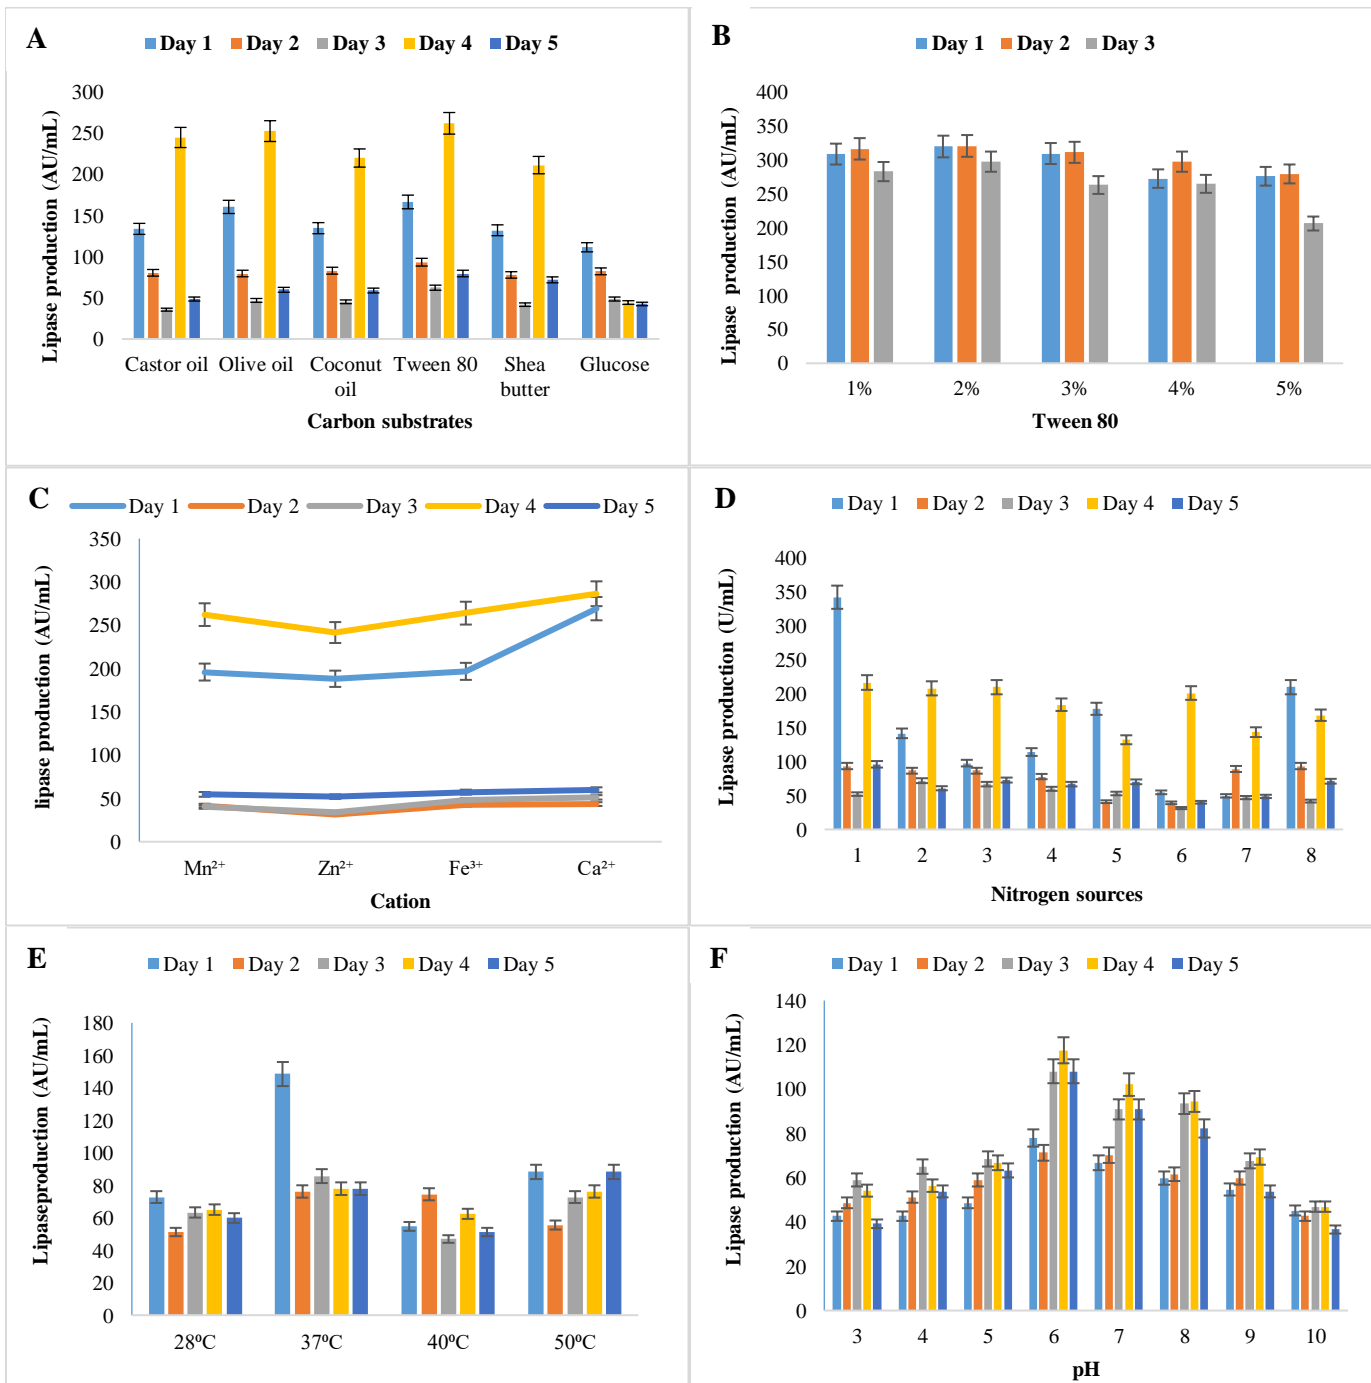 A
Day 1 Day 2 Day 3 Day 4 Day 5
Lipase production (AU/mL)
300
250
200
150
100
50
0
Castor oil Olive oil Coconut oil Tween 80 Shea butter Glucose
Carbon substrates
B
Day 1 Day 2 Day 3
Lipase production (AU/mL)
400
350
300
250
200
150
100
50
0
1% 2% 3% 4% 5%
Tween 80
C
Day 1 Day 2 Day 3 Day 4 Day 5
lipase production (AU/mL)
350
300
250
200
150
100
50
0
Mn²⁺ Zn²⁺ Fe³⁺ Ca²⁺
Cation
D
Day 1 Day 2 Day 3 Day 4 Day 5
Lipase production (U/mL)
400
350
300
250
200
150
100
50
0
1 2 3 4 5 6 7 8
Nitrogen sources
E
Day 1 Day 2 Day 3 Day 4 Day 5
Lipaseproduction (AU/mL)
180
160
140
120
100
80
60
40
20
0
28⁰C 37⁰C 40⁰C 50⁰C
F
Day 1 Day 2 Day 3 Day 4 Day 5
Lipase production (AU/mL)
140
120
100
80
60
40
20
0
3 4 5 6 7 8 9 10
pH